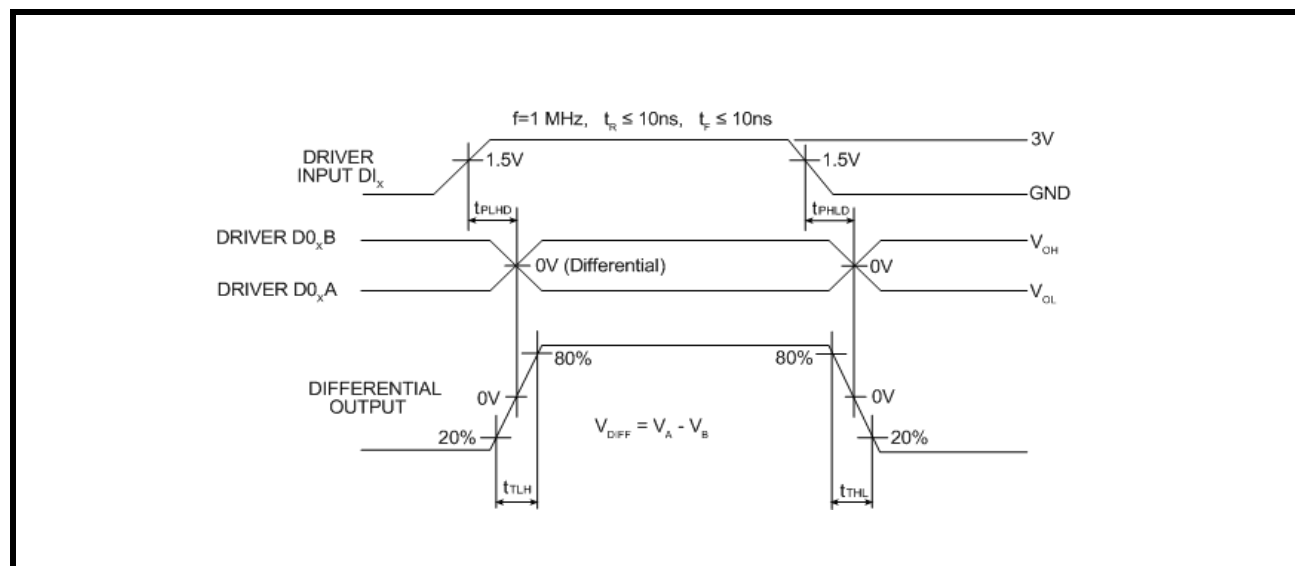 f=1 MHz, t_R ≤ 10ns, t_F ≤ 10ns
3V
DRIVER
INPUT DI_X
1.5V
1.5V
GND
t_PLHD
t_PHLD
DRIVER D0_XB
V_OH
0V (Differential)
0V
DRIVER D0_XA
V_OL
80%
80%
DIFFERENTIAL
OUTPUT
0V
0V
V_DIFF = V_A - V_B
20%
20%
t_TLH
t_THL